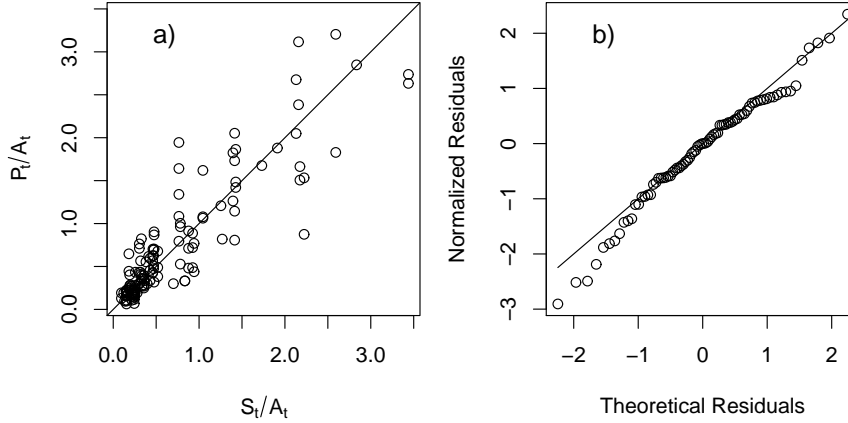 a)
P_t/A_t
0.0 1.0 2.0 3.0
0.0 1.0 2.0 3.0
S_t/A_t
b)
Normalized Residuals
−3 −2 −1 0 1 2
−2 −1 0 1 2
Theoretical Residuals